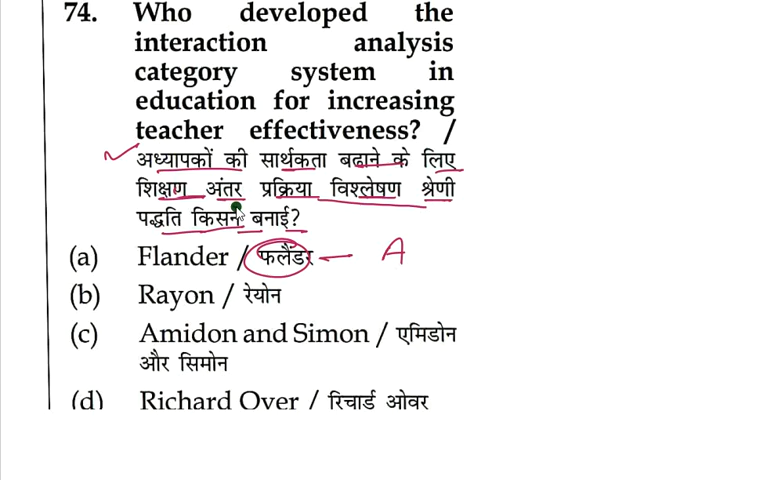 74. Who developed the
interaction analysis
category system in
education for increasing
teacher effectiveness? /
अध्यापकों की सार्थकता बढाने के लिए
शिक्षण अंतर प्रक्रिया विश्लेषण श्रेणी
पद्धति किसने बनाई?
(a) Flander / फ्लैंडर — A
(b) Rayon / रेयोन
(c) Amidon and Simon / एमिडोन
और सिमोन
(d) Richard Over / रिचार्ड ओवर